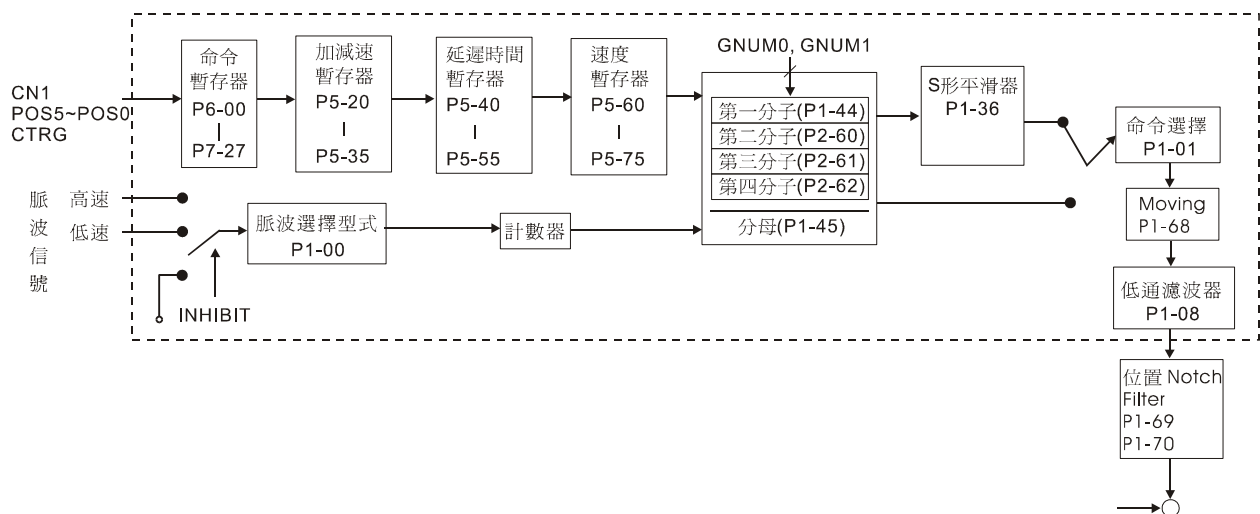 CN1
POS5~POS0
CTRG
命令
暫存器
P6-00
P7-27
加減速
暫存器
P5-20
P5-35
延遲時間
暫存器
P5-40
P5-55
速度
暫存器
P5-60
P5-75
GNUM0, GNUM1
第一分子(P1-44)
第二分子(P2-60)
第三分子(P2-61)
第四分子(P2-62)
分母(P1-45)
S形平滑器
P1-36
命令選擇
P1-01
Moving
P1-68
低通濾波器
P1-08
位置 Notch
Filter
P1-69
P1-70
脈波信號
高速
低速
INHIBIT
脈波選擇型式
P1-00
計數器